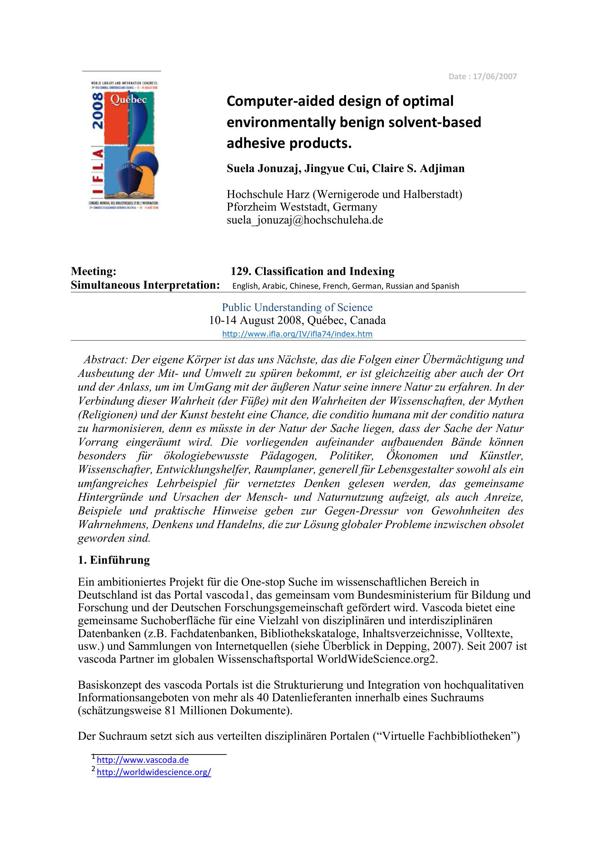 Date : 17/06/2007
WORLD LIBRARY AND INFORMATION CONGRESS:
Québec
IFLA 2008
Computer-aided design of optimal
environmentally benign solvent-based
adhesive products.
Suela Jonuzaj, Jingyue Cui, Claire S. Adjiman
Hochschule Harz (Wernigerode und Halberstadt)
Pforzheim Weststadt, Germany
suela_jonuzaj@hochschuleha.de
Meeting: 129. Classification and Indexing
Simultaneous Interpretation: English, Arabic, Chinese, French, German, Russian and Spanish
Public Understanding of Science
10-14 August 2008, Québec, Canada
http://www.ifla.org/IV/ifla74/index.htm
Abstract: Der eigene Körper ist das uns Nächste, das die Folgen einer Übermächtigung und
Ausbeutung der Mit- und Umwelt zu spüren bekommt, er ist gleichzeitig aber auch der Ort
und der Anlass, um im UmGang mit der äußeren Natur seine innere Natur zu erfahren. In der
Verbindung dieser Wahrheit (der Füße) mit den Wahrheiten der Wissenschaften, der Mythen
(Religionen) und der Kunst besteht eine Chance, die conditio humana mit der conditio natura
zu harmonisieren, denn es müsste in der Natur der Sache liegen, dass der Sache der Natur
Vorrang eingeräumt wird. Die vorliegenden aufeinander aufbauenden Bände können
besonders für ökologiebewusste Pädagogen, Politiker, Ökonomen und Künstler,
Wissenschafter, Entwicklungshelfer, Raumplaner, generell für Lebensgestalter sowohl als ein
umfangreiches Lehrbeispiel für vernetztes Denken gelesen werden, das gemeinsame
Hintergründe und Ursachen der Mensch- und Naturnutzung aufzeigt, als auch Anreize,
Beispiele und praktische Hinweise geben zur Gegen-Dressur von Gewohnheiten des
Wahrnehmens, Denkens und Handelns, die zur Lösung globaler Probleme inzwischen obsolet
geworden sind.
1. Einführung
Ein ambitioniertes Projekt für die One-stop Suche im wissenschaftlichen Bereich in
Deutschland ist das Portal vascoda1, das gemeinsam vom Bundesministerium für Bildung und
Forschung und der Deutschen Forschungsgemeinschaft gefördert wird. Vascoda bietet eine
gemeinsame Suchoberfläche für eine Vielzahl von disziplinären und interdisziplinären
Datenbanken (z.B. Fachdatenbanken, Bibliothekskataloge, Inhaltsverzeichnisse, Volltexte,
usw.) und Sammlungen von Internetquellen (siehe Überblick in Depping, 2007). Seit 2007 ist
vascoda Partner im globalen Wissenschaftsportal WorldWideScience.org2.
Basiskonzept des vascoda Portals ist die Strukturierung und Integration von hochqualitativen
Informationsangeboten von mehr als 40 Datenlieferanten innerhalb eines Suchraums
(schätzungsweise 81 Millionen Dokumente).
Der Suchraum setzt sich aus verteilten disziplinären Portalen (“Virtuelle Fachbibliotheken”)
1 http://www.vascoda.de
2 http://worldwidescience.org/